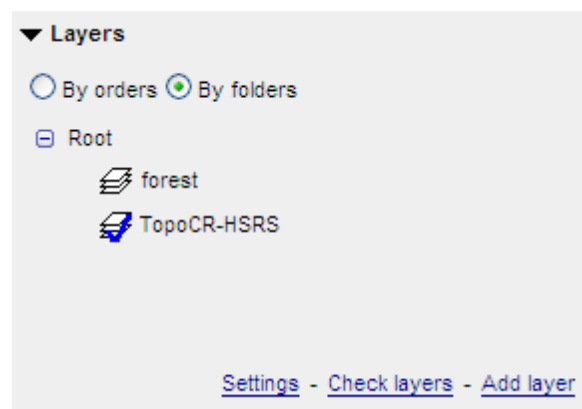 Layers
By orders By folders
Root
forest
TopoCR-HSRS
Settings - Check layers - Add layer